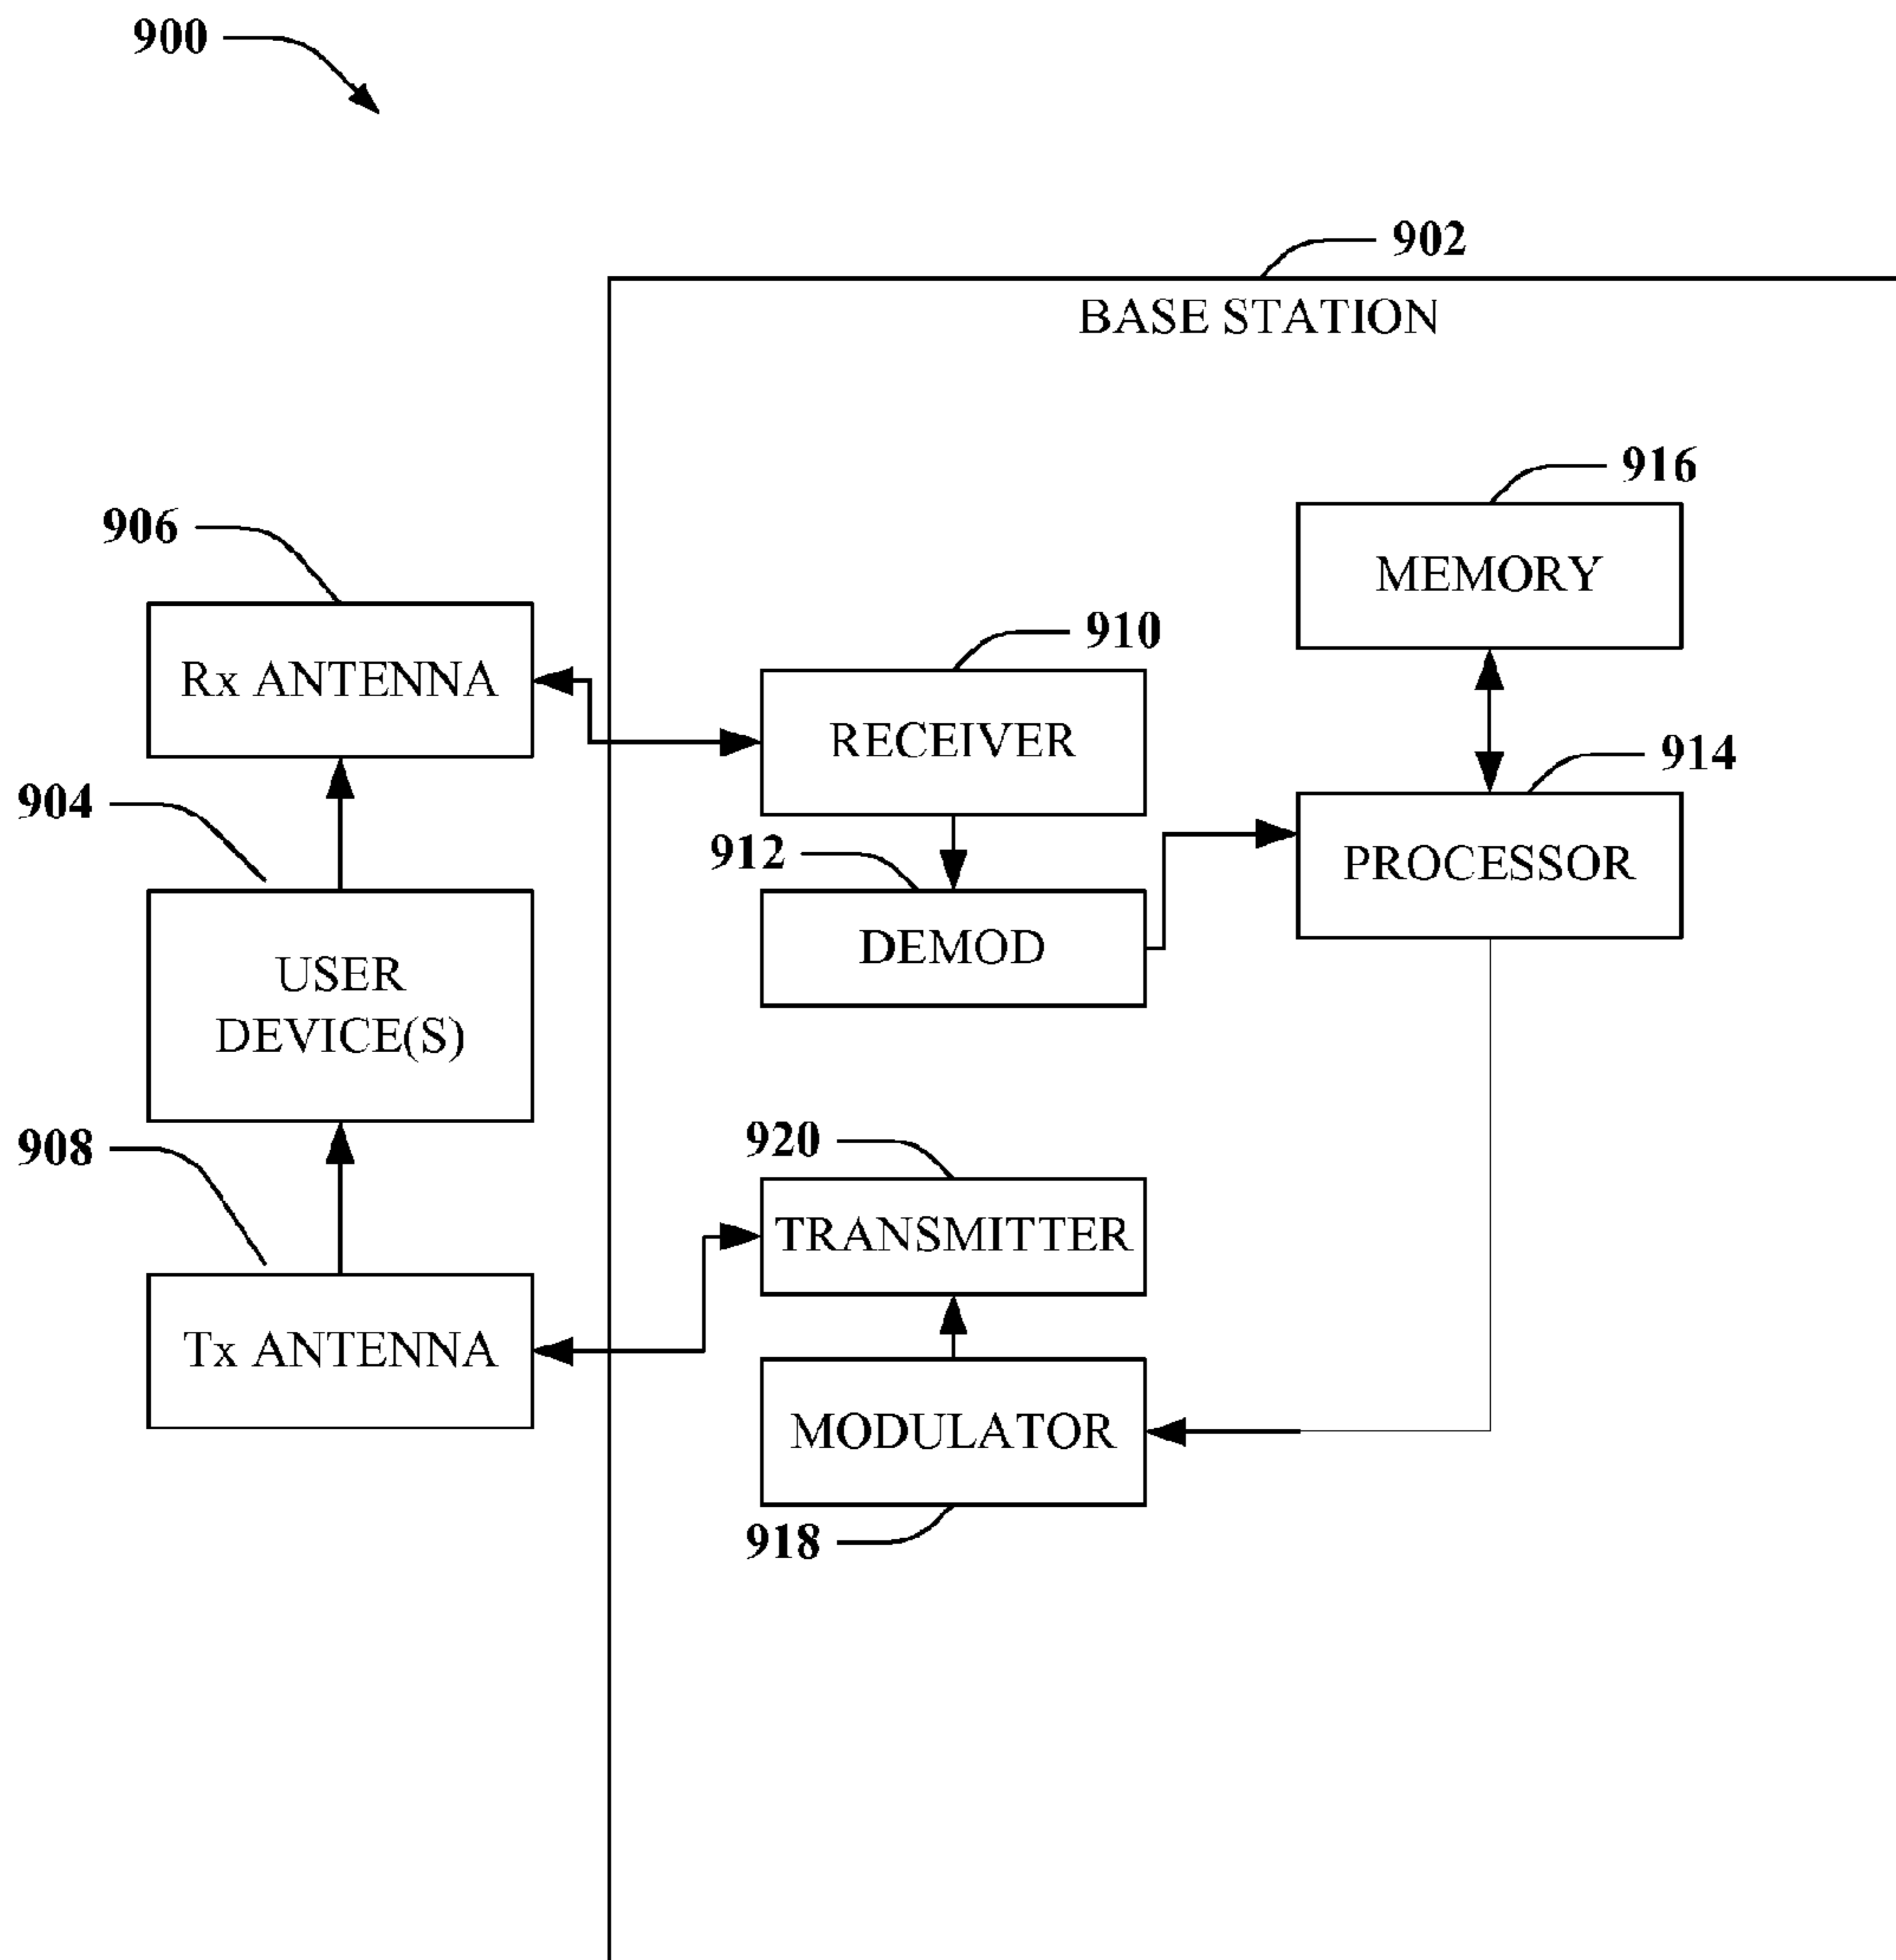 900
902
BASE STATION
916
MEMORY
906
Rx ANTENNA
910
RECEIVER
914
PROCESSOR
904
USER
DEVICE(S)
912
DEMOD
908
Tx ANTENNA
920
TRANSMITTER
MODULATOR
918